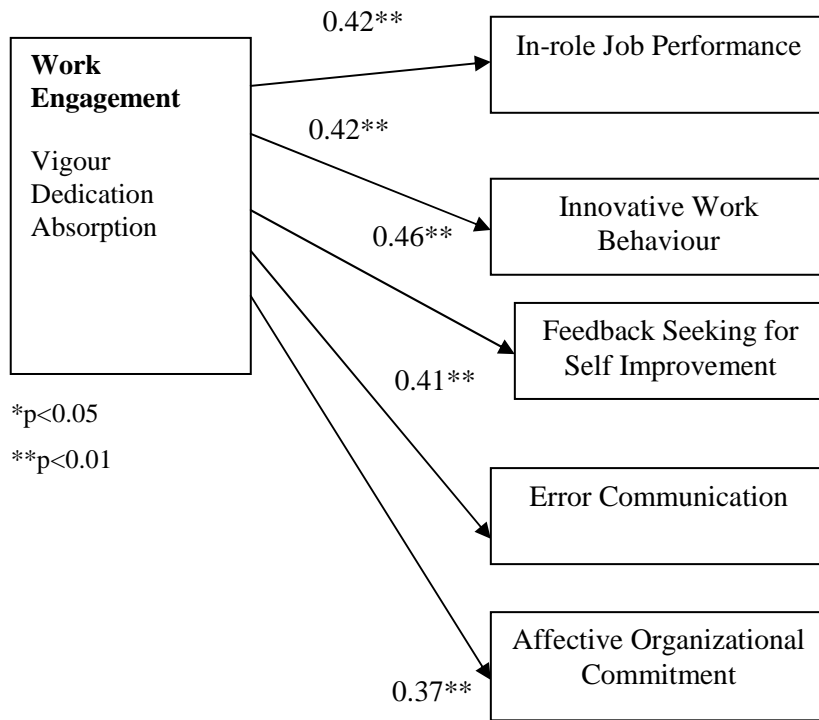 0.42**
In-role Job Performance
Work
Engagement
Vigour
Dedication
Absorption
0.42**
Innovative Work
Behaviour
0.46**
Feedback Seeking for
Self Improvement
0.41**
*p<0.05
**p<0.01
Error Communication
Affective Organizational
Commitment
0.37**